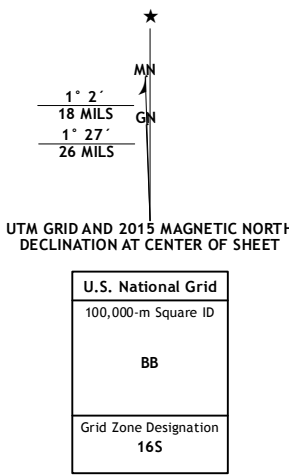 MN
1° 2´
18 MILS
GN
1° 27´
26 MILS
UTM GRID AND 2015 MAGNETIC NORTH
DECLINATION AT CENTER OF SHEET
U.S. National Grid
100,000-m Square ID
BB
Grid Zone Designation
16S